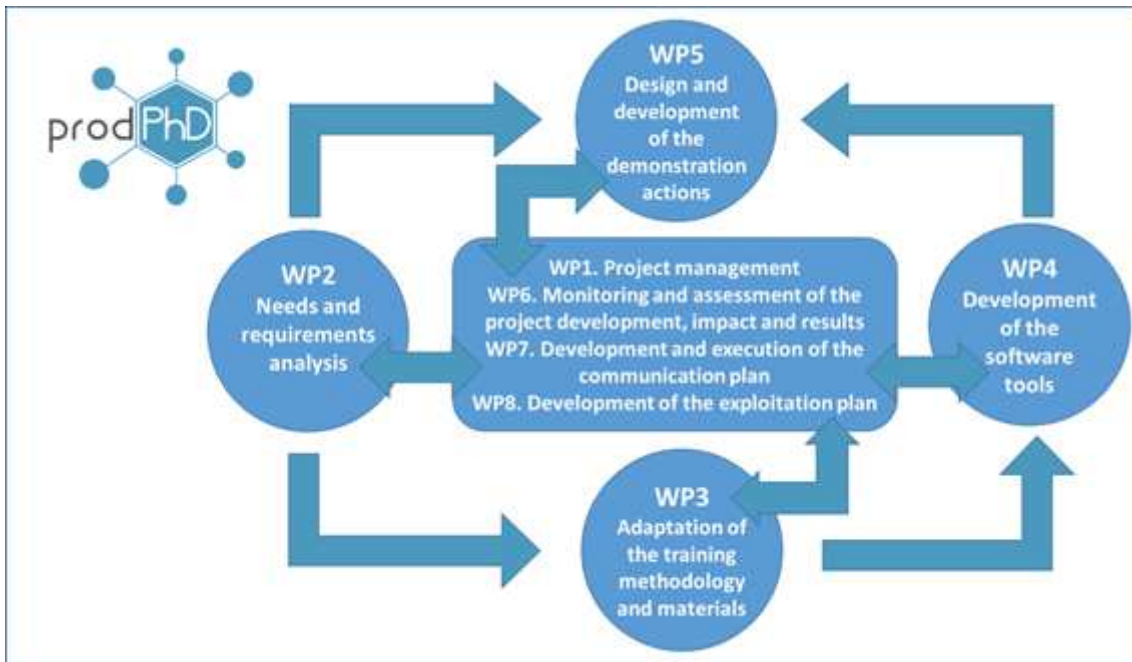 prodPhD
WP5
Design and
development
of the
demonstration
actions
WP2
Needs and
requirements
analysis
WP1. Project management
WP6. Monitoring and assessment of the
project development, impact and results
WP7. Development and execution of the
communication plan
WP8. Development of the exploitation plan
WP4
Development
of the
software
tools
WP3
Adaptation of
the training
methodology
and materials